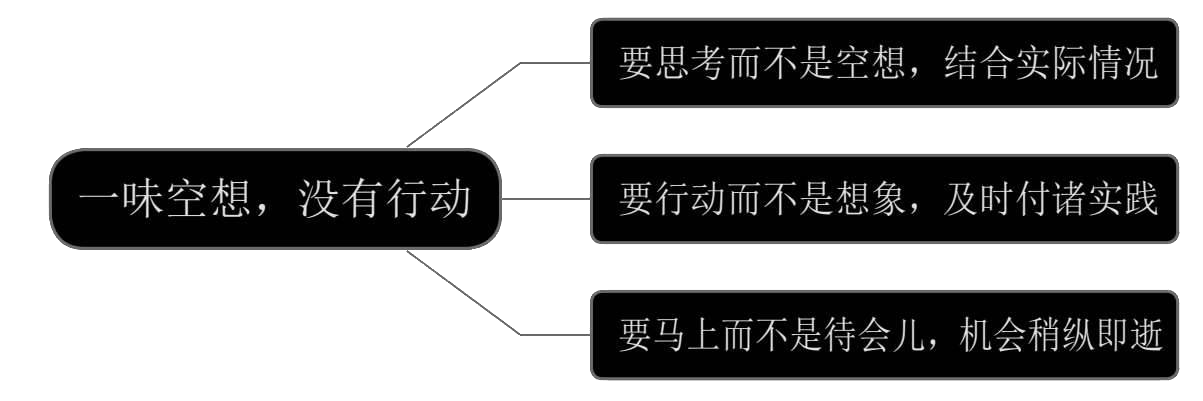 一味空想，没有行动
要思考而不是空想，结合实际情况
要行动而不是想象，及时付诸实践
要马上而不是待会儿，机会稍纵即逝